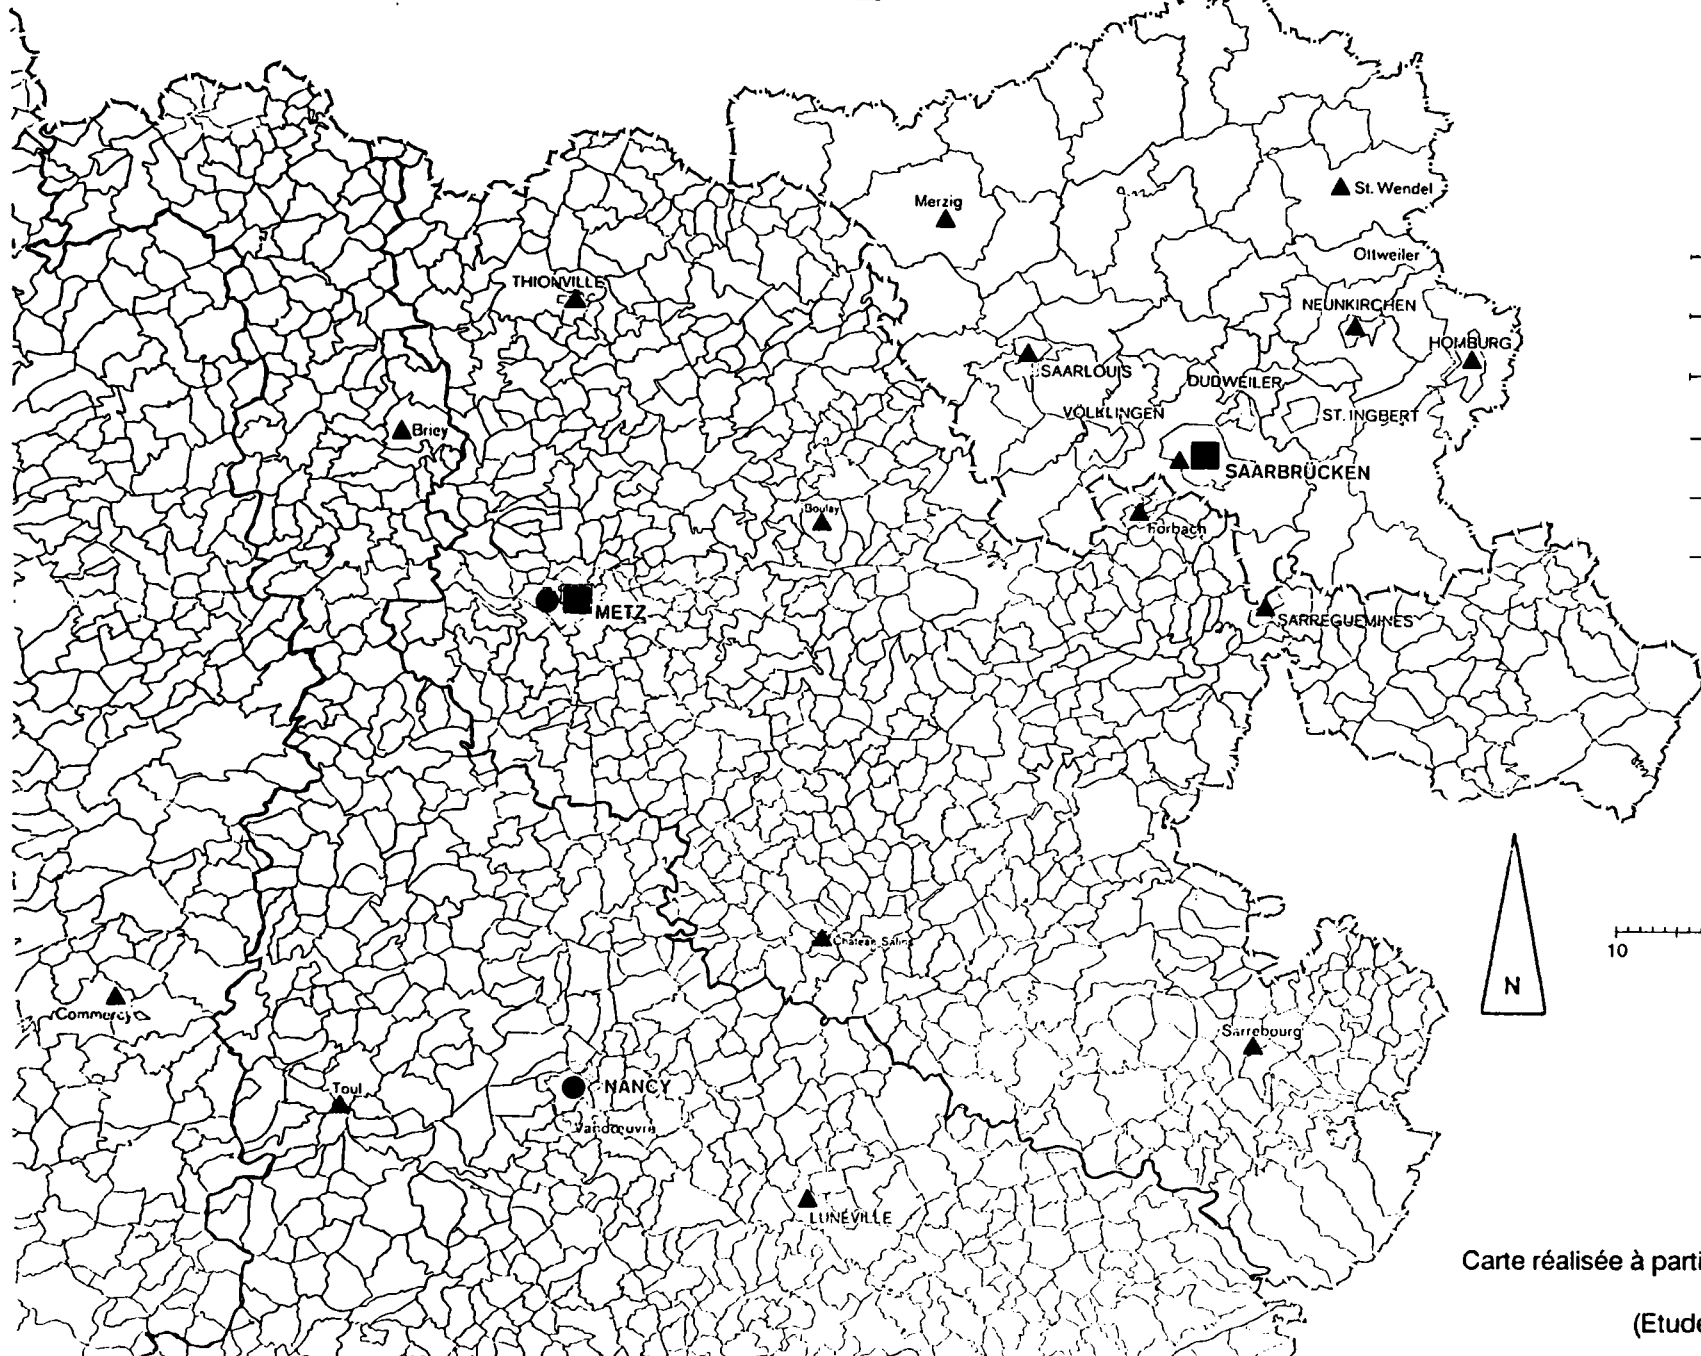 St. Wendel
Merzig
Ottweiler
THIONVILLE
NEUNKIRCHEN
HOMBURG
SAARLOUIS
DUDWEILER
VÖLKLINGEN
ST. INGBERT
Briey
SAARBRÜCKEN
Boulay
Forbach
METZ
SARREGUEMINES
Château-Salins
10
N
Commercy
Sarrebourg
Toul
NANCY
Vandœuvre
LUNÉVILLE
Carte réalisée à parti
(Etude